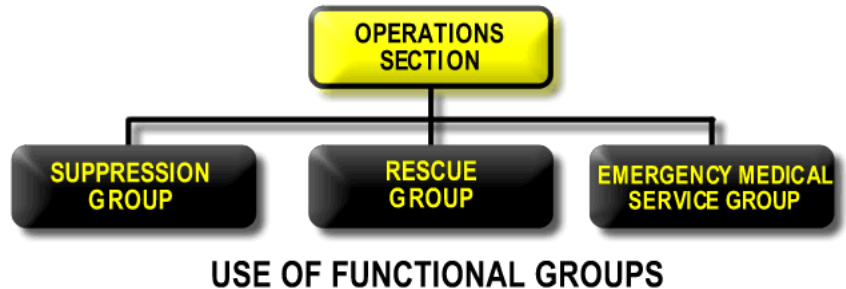 OPERATIONS
SECTION
SUPPRESSION
GROUP
RESCUE
GROUP
EMERGENCY MEDICAL
SERVICE GROUP
USE OF FUNCTIONAL GROUPS